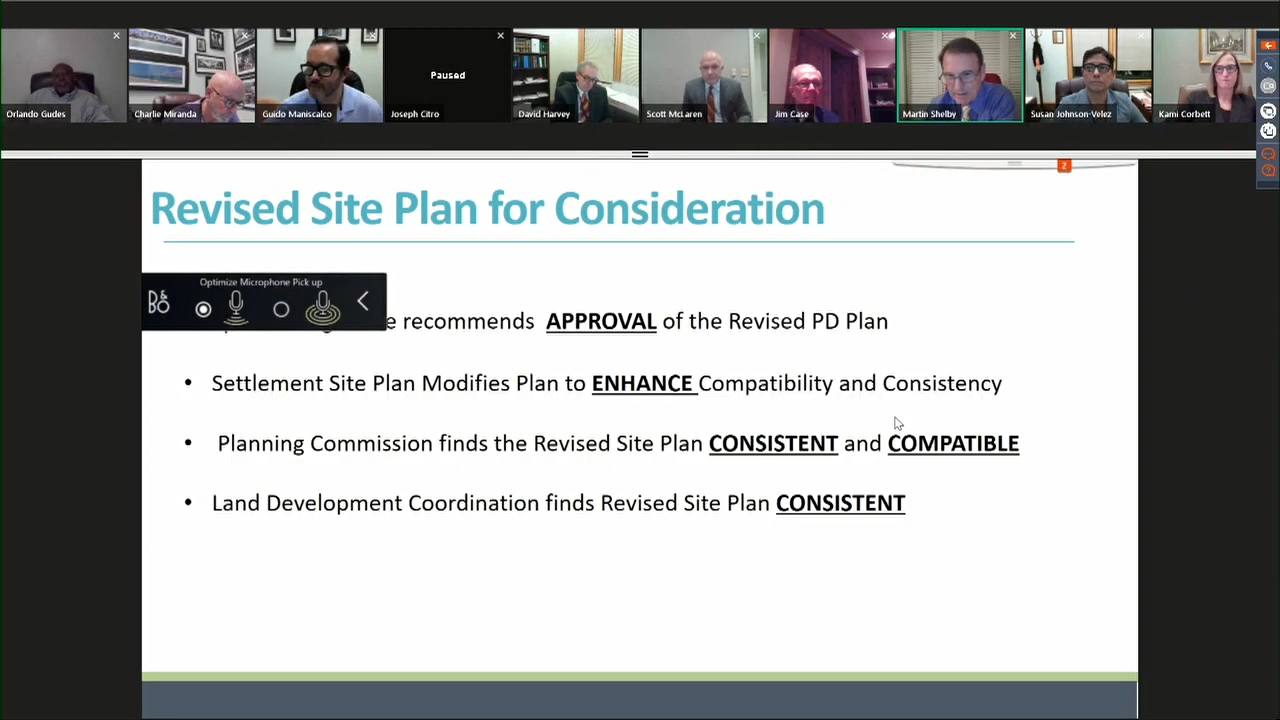 Orlando Gudes
Charlie Miranda
Guido Maniscalco
Paused
Joseph Citro
David Harvey
Scott McLaren
Jim Case
Martin Shelby
Susan Johnson-Velez
Kami Corbett
2
Revised Site Plan for Consideration
Optimize Microphone Pick up
B&O
e recommends APPROVAL of the Revised PD Plan
• Settlement Site Plan Modifies Plan to ENHANCE Compatibility and Consistency
• Planning Commission finds the Revised Site Plan CONSISTENT and COMPATIBLE
• Land Development Coordination finds Revised Site Plan CONSISTENT